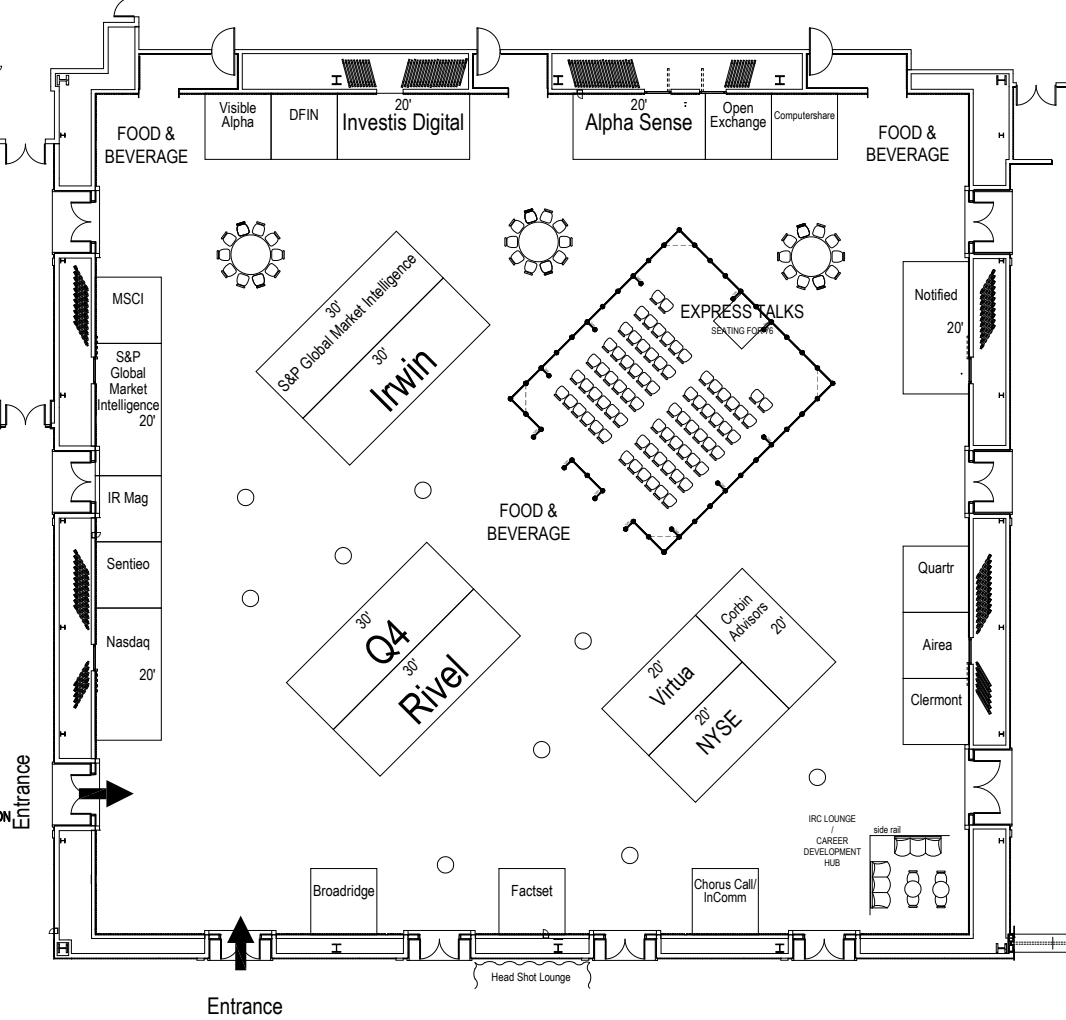 Visible
Alpha
DFIN
20'
Investis Digital
20'
Alpha Sense
Open
Exchange
Computershare
FOOD &
BEVERAGE
FOOD &
BEVERAGE
MSCI
S&P
Global
Market
Intelligence
20'
IR Mag
Sentieo
Nasdaq
20'
30'
S&P Global Market Intelligence
30'
Irwin
EXPRESS TALKS
Notified
20'
FOOD &
BEVERAGE
30'
Q4
30'
Rivel
Corbin
Advisors
20'
20'
Virtua
20'
NYSE
Quartr
Airea
Clermont
Entrance
ON
IRC LOUNGE
/
CAREER
DEVELOPMENT
HUB
side rail
Broadridge
Factset
Chorus Call/
InComm
Head Shot Lounge
Entrance